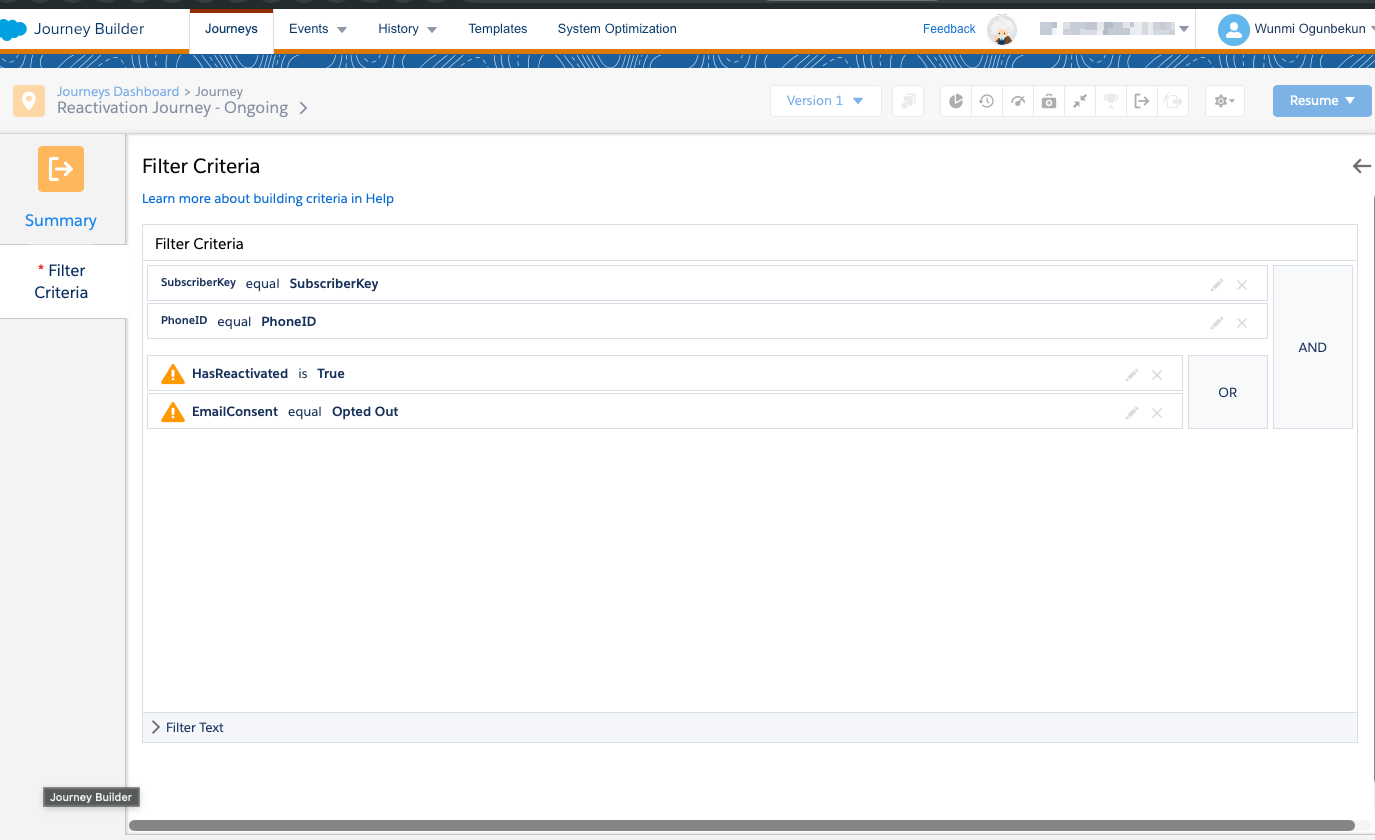 Journey Builder Journeys Events History Templates System Optimization Feedback Wunmi Ogunbekun
Journeys Dashboard > Journey
Reactivation Journey - Ongoing
Version 1
Resume
Summary
* Filter
Criteria
Filter Criteria
Learn more about building criteria in Help
Filter Criteria
SubscriberKey equal SubscriberKey
PhoneID equal PhoneID
AND
HasReactivated is True
OR
EmailConsent equal Opted Out
Filter Text
Journey Builder